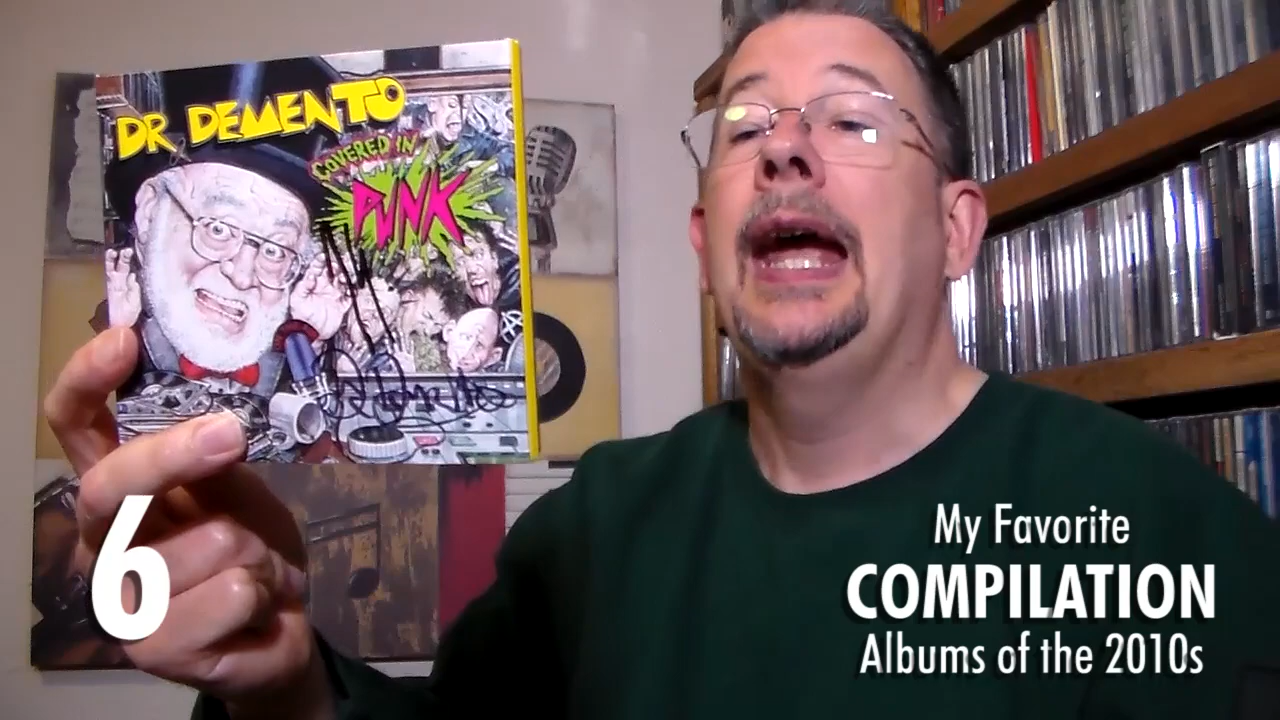 DR DEMENTO
COVERED IN
PUNK
6
My Favorite
COMPILATION
Albums of the 2010s